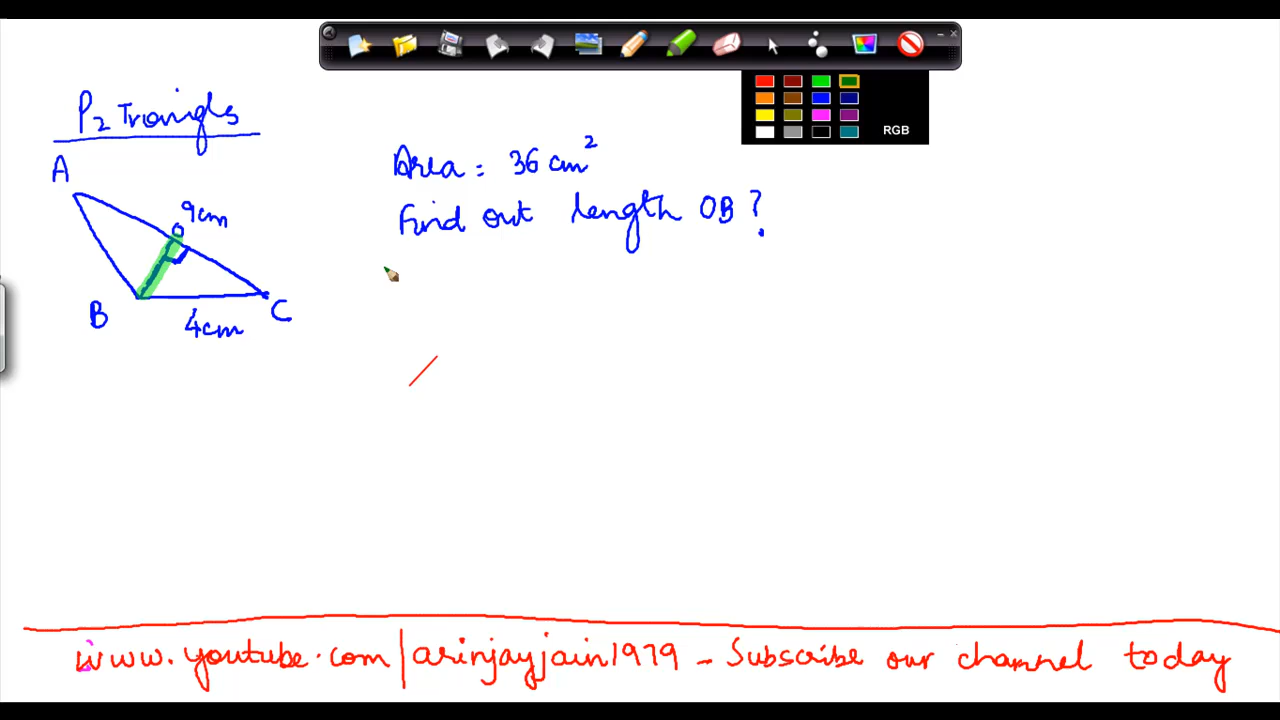 P2 Triangls
Area = 36 cm²
Find out length OB ?
A
9cm
O
B
C
4cm
RGB
www.youtube.com/arinjayjain1979 - Subscribe our channel today